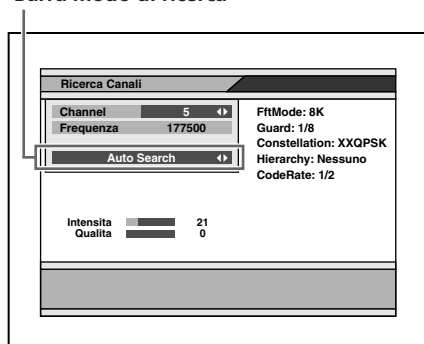 Barra modo di ricerca
Ricerca Canali
Channel 5
Frequenza 177500
Auto Search
FftMode: 8K
Guard: 1/8
Constellation: XXQPSK
Hierarchy: Nessuno
CodeRate: 1/2
Intensita 21
Qualita 0